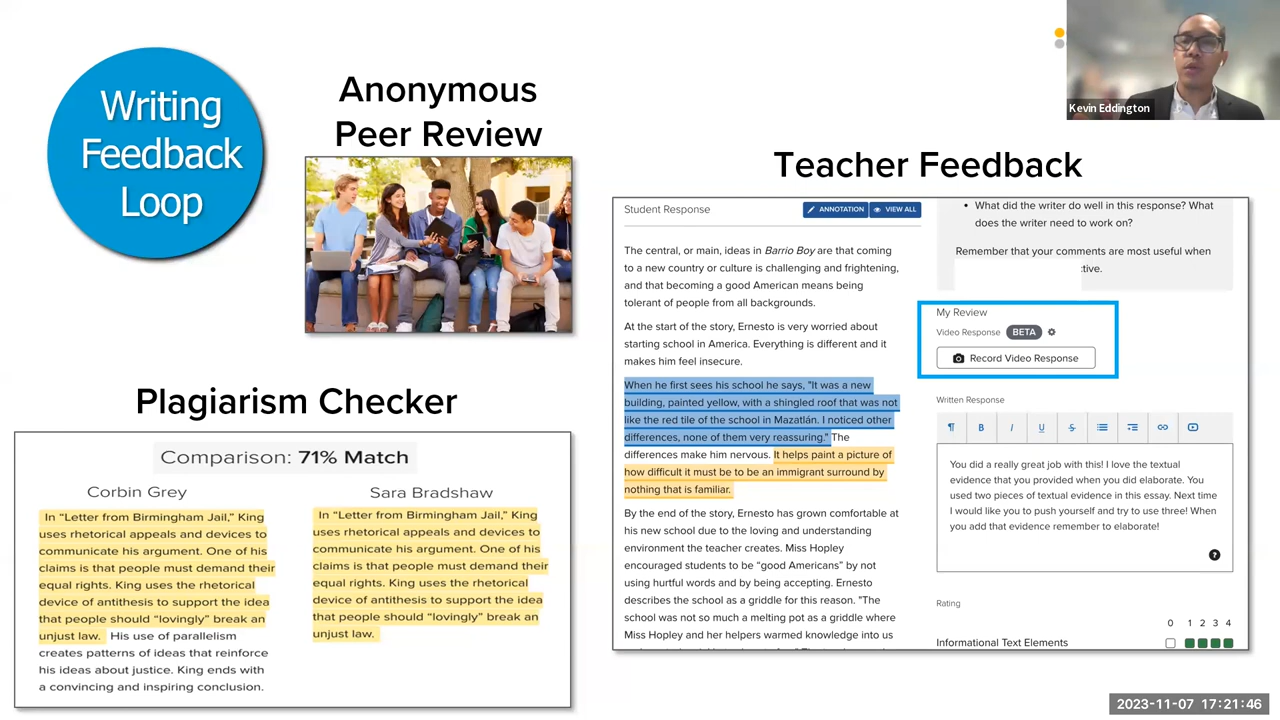 Writing
Feedback
Loop
Anonymous
Peer Review
Kevin Eddington
Teacher Feedback
Student Response
ANNOTATION
VIEW ALL
The central, or main, ideas in Barrio Boy are that coming
to a new country or culture is challenging and frightening,
and that becoming a good American means being
tolerant of people from all backgrounds.
At the start of the story, Ernesto is very worried about
starting school in America. Everything is different and it
makes him feel insecure.
When he first sees his school he says, "It was a new
building, painted yellow, with a shingled roof that was not
like the red tile of the school in Mazatlán. I noticed other
differences, none of them very reassuring." The
differences make him nervous. It helps paint a picture of
how difficult it must be to be an immigrant surround by
nothing that is familiar.
By the end of the story, Ernesto has grown comfortable at
his new school due to the loving and understanding
environment the teacher creates. Miss Hopley
encouraged students to be “good Americans” by not
using hurtful words and by being accepting. Ernesto
describes the school as a griddle for this reason. "The
school was not so much a melting pot as a griddle where
Miss Hopley and her helpers warmed knowledge into us
• What did the writer do well in this response? What
does the writer need to work on?
Remember that your comments are most useful when
ctive.
My Review
Video Response BETA
Record Video Response
Written Response
B I U S
You did a really great job with this! I love the textual
evidence that you provided when you did elaborate. You
used two pieces of textual evidence in this essay. Next time
I would like you to push yourself and try to use three! When
you add that evidence remember to elaborate!
?
Rating
0 1 2 3 4
Informational Text Elements
Plagiarism Checker
Comparison: 71% Match
Corbin Grey
In “Letter from Birmingham Jail,” King
uses rhetorical appeals and devices to
communicate his argument. One of his
claims is that people must demand their
equal rights. King uses the rhetorical
device of antithesis to support the idea
that people should “lovingly” break an
unjust law. His use of parallelism
creates patterns of ideas that reinforce
his ideas about justice. King ends with
a convincing and inspiring conclusion.
Sara Bradshaw
In “Letter from Birmingham Jail,” King
uses rhetorical appeals and devices to
communicate his argument. One of his
claims is that people must demand their
equal rights. King uses the rhetorical
device of antithesis to support the idea
that people should “lovingly” break an
unjust law.
2023-11-07 17:21:46